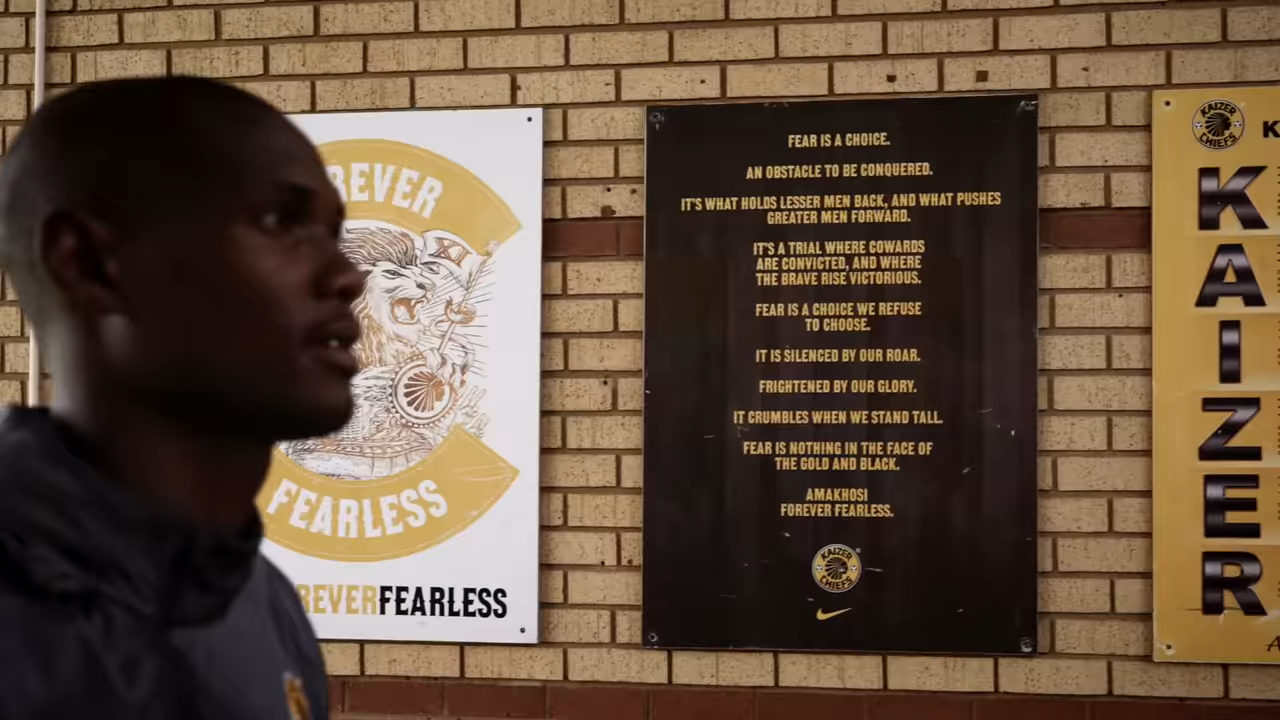 REVER
XI
FEARLESS
REVERFEARLESS
FEAR IS A CHOICE.
AN OBSTACLE TO BE CONQUERED.
IT'S WHAT HOLDS LESSER MEN BACK, AND WHAT PUSHES
GREATER MEN FORWARD.
IT'S A TRIAL WHERE COWARDS
ARE CONVICTED, AND WHERE
THE BRAVE RISE VICTORIOUS.
FEAR IS A CHOICE WE REFUSE
TO CHOOSE.
IT IS SILENCED BY OUR ROAR.
FRIGHTENED BY OUR GLORY.
IT CRUMBLES WHEN WE STAND TALL.
FEAR IS NOTHING IN THE FACE OF
THE GOLD AND BLACK.
AMAKHOSI
FOREVER FEARLESS.
KAIZER
CHIEFS
KAIZER
CHIEFS
K
KAIZER